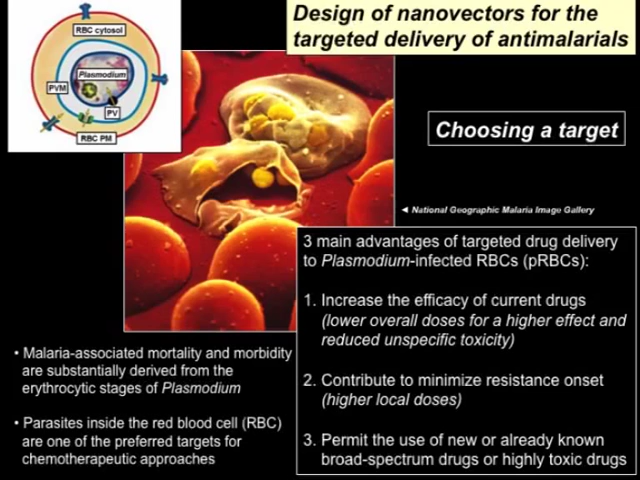 Design of nanovectors for the
targeted delivery of antimalarials
RBC cytosol
Plasmodium
PVM
PV
RBC PM
Choosing a target
◄ National Geographic Malaria Image Gallery
3 main advantages of targeted drug delivery
to Plasmodium-infected RBCs (pRBCs):
1. Increase the efficacy of current drugs
(lower overall doses for a higher effect and
reduced unspecific toxicity)
2. Contribute to minimize resistance onset
(higher local doses)
3. Permit the use of new or already known
broad-spectrum drugs or highly toxic drugs
• Malaria-associated mortality and morbidity
are substantially derived from the
erythrocytic stages of Plasmodium
• Parasites inside the red blood cell (RBC)
are one of the preferred targets for
chemotherapeutic approaches